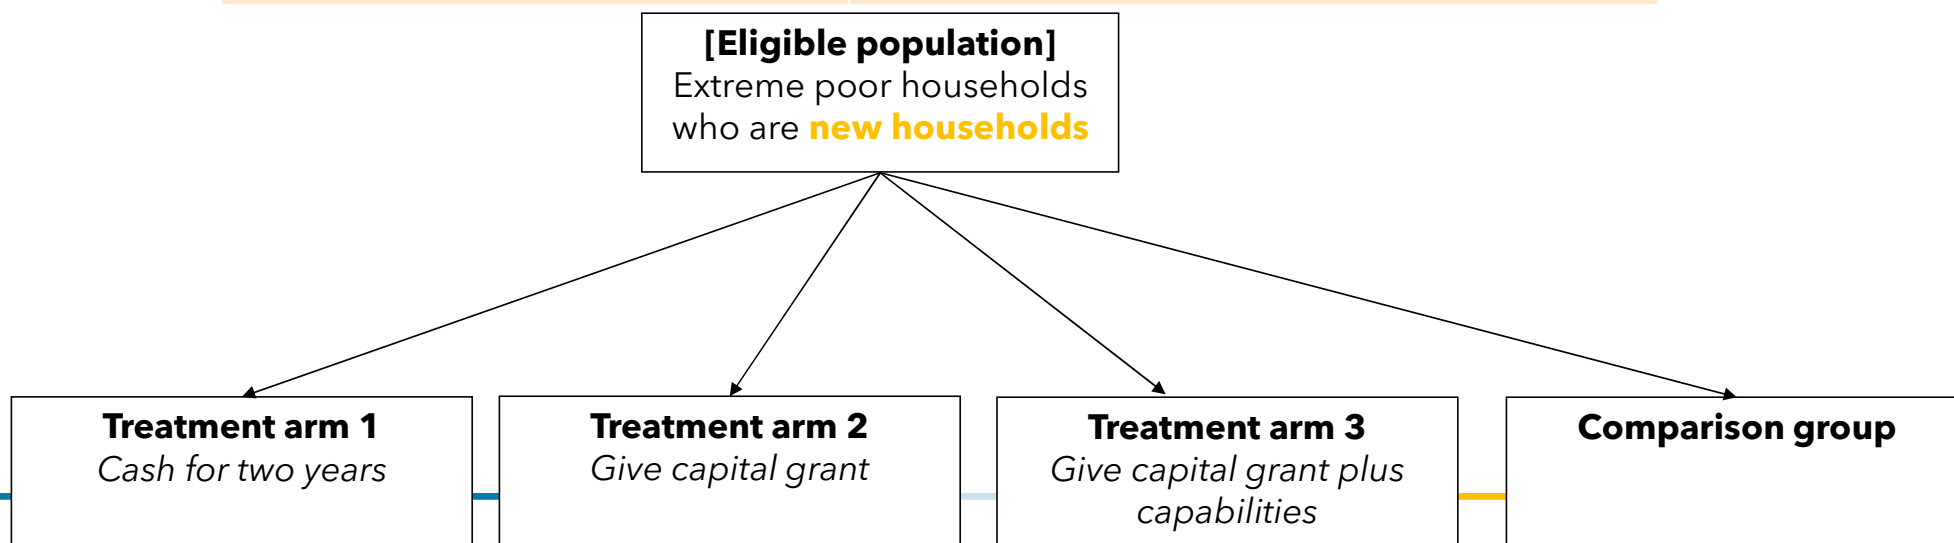 [Eligible population]
Extreme poor households
who are new households
Treatment arm 1
Cash for two years
Treatment arm 2
Give capital grant
Treatment arm 3
Give capital grant plus
capabilities
Comparison group